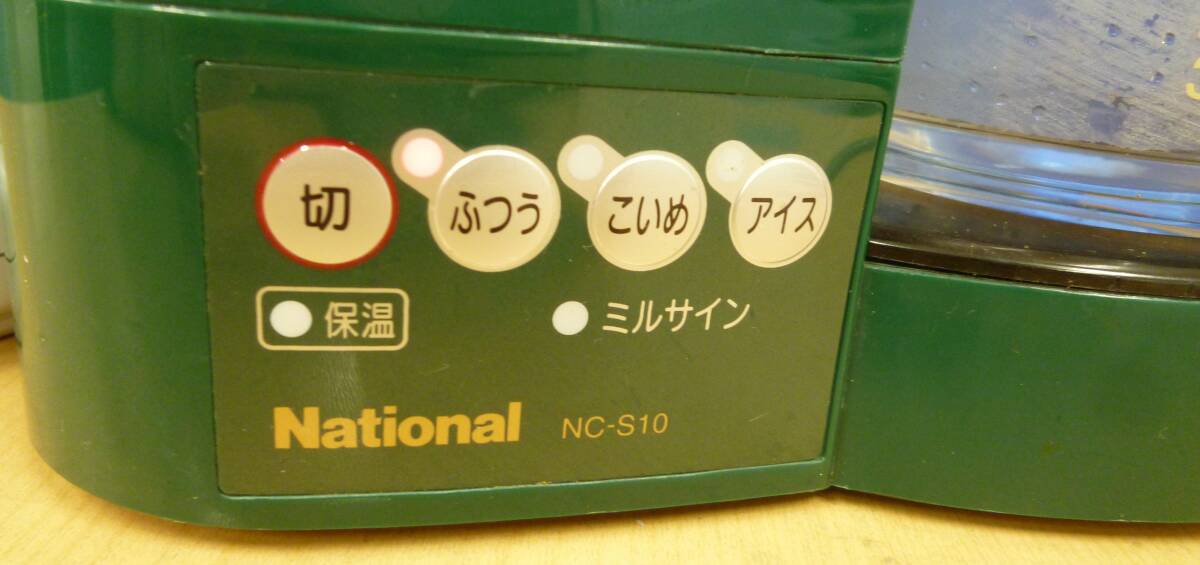 切 ふつう こいめ アイス
保温 ミルサイン
National NC-S10